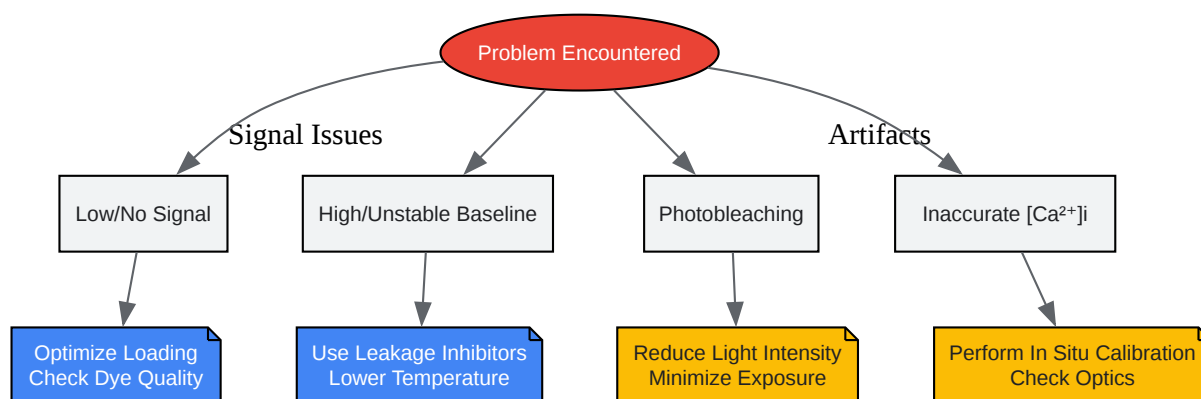 Problem Encountered
Signal Issues
Artifacts
Low/No Signal
High/Unstable Baseline
Photobleaching
Inaccurate [Ca²⁺]i
Optimize Loading
Check Dye Quality
Use Leakage Inhibitors
Lower Temperature
Reduce Light Intensity
Minimize Exposure
Perform In Situ Calibration
Check Optics